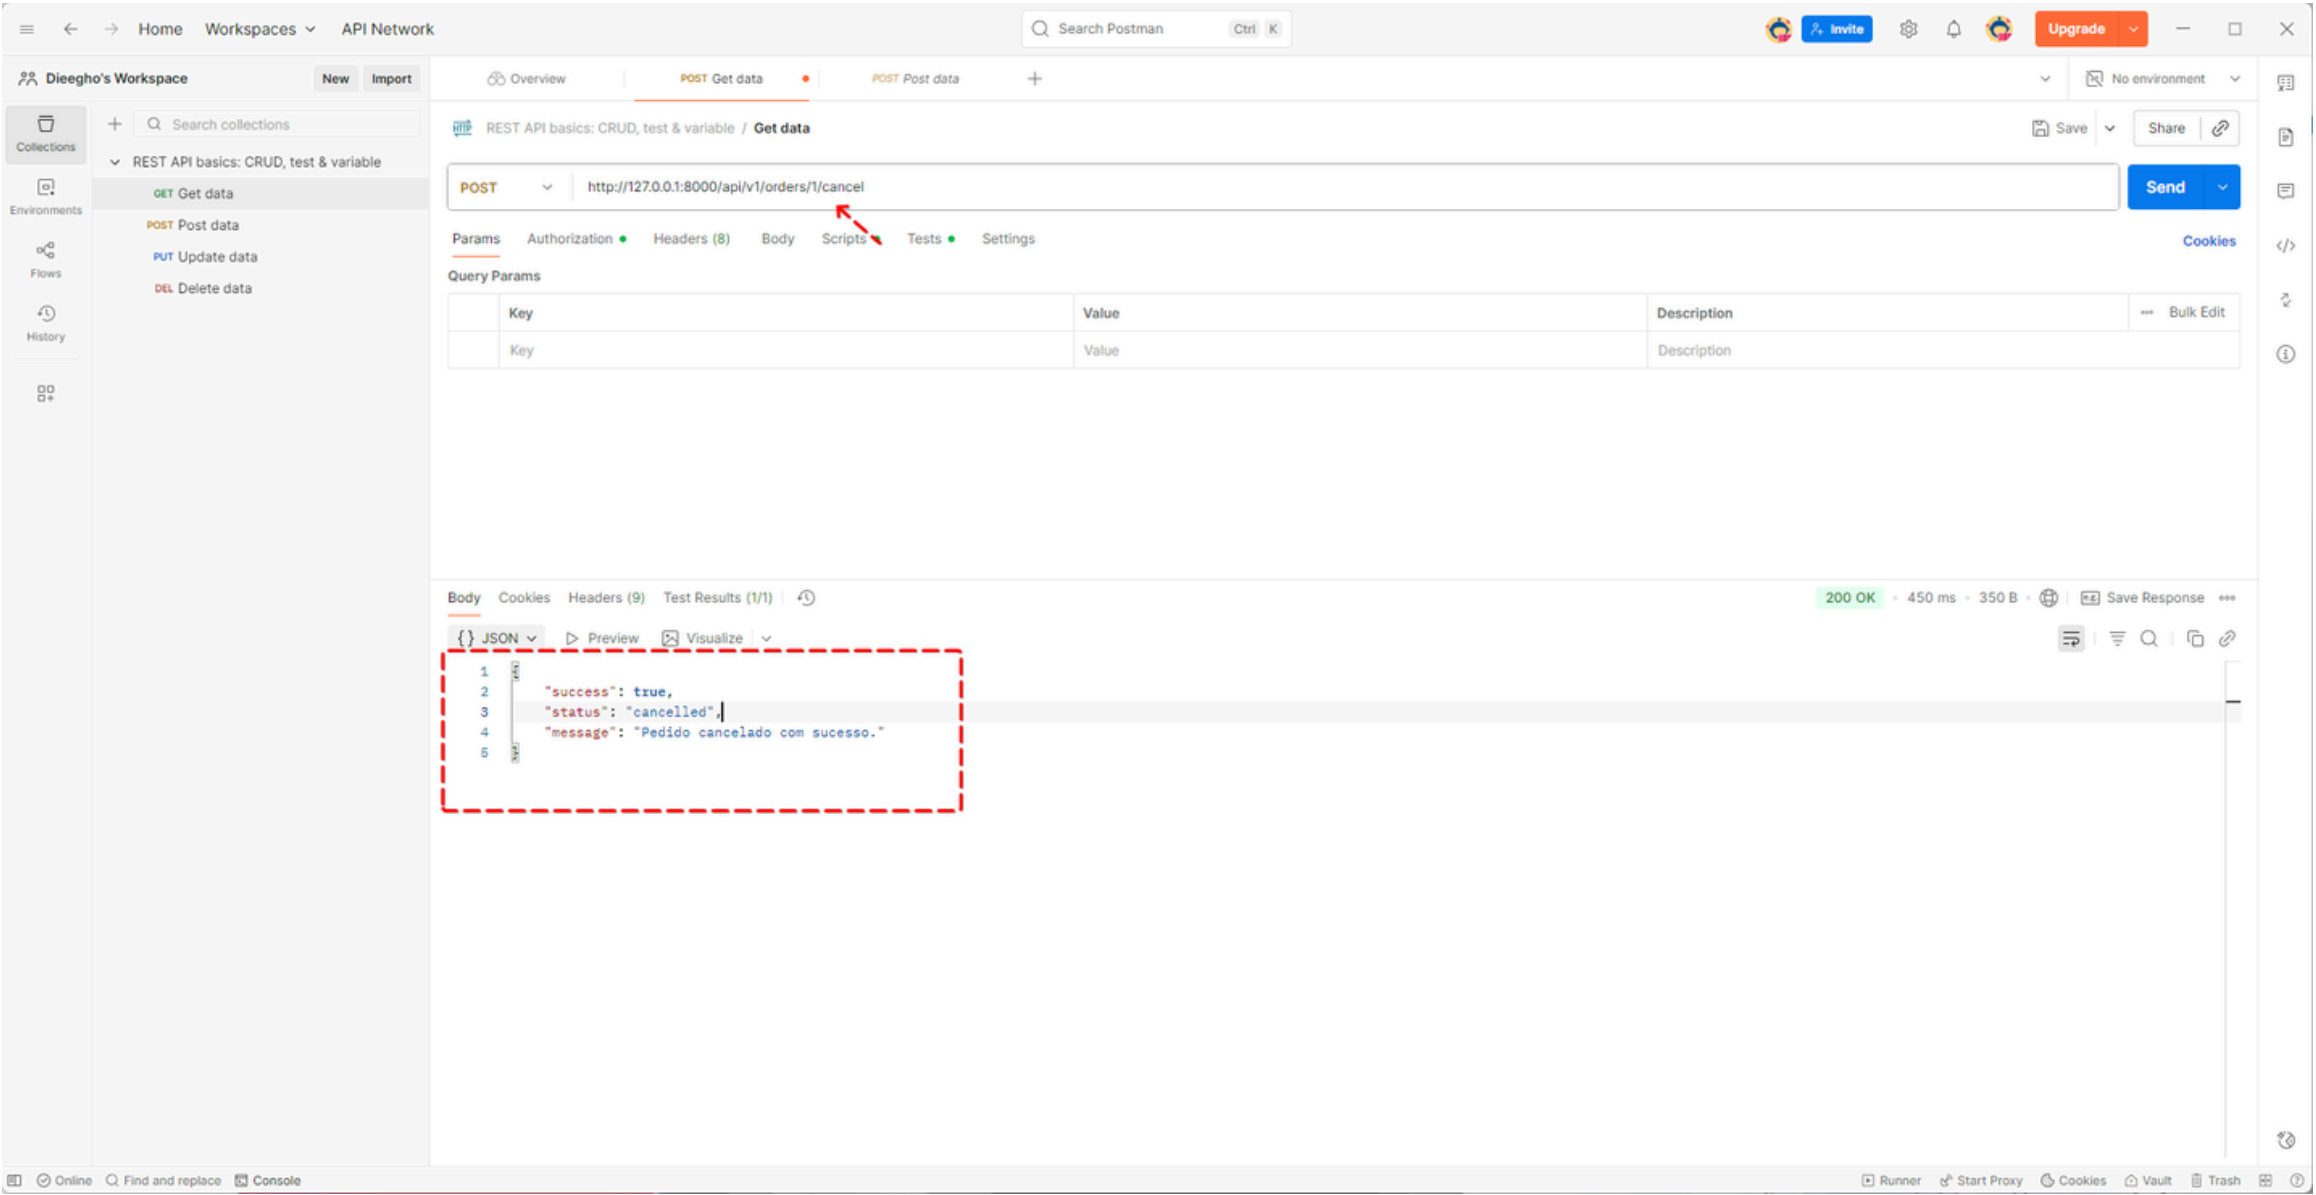 Home Workspaces API Network Search Postman Ctrl K Invite Upgrade
Dieegho's Workspace New Import Overview POST Get data POST Post data No environment
Collections
Environments
Flows
History
Search collections
REST API basics: CRUD, test & variable
GET Get data
POST Post data
PUT Update data
DEL Delete data
HTTP REST API basics: CRUD, test & variable / Get data Save Share
POST http://127.0.0.1:8000/api/v1/orders/1/cancel Send
Params Authorization Headers (8) Body Scripts Tests Settings Cookies
Query Params
Key Value Description Bulk Edit
Key Value Description
Body Cookies Headers (9) Test Results (1/1) 200 OK 450 ms 350 B Save Response
{} JSON Preview Visualize
1 {
2 "success": true,
3 "status": "cancelled",
4 "message": "Pedido cancelado com sucesso."
5 }
Online Find and replace Console Runner Start Proxy Cookies Vault Trash